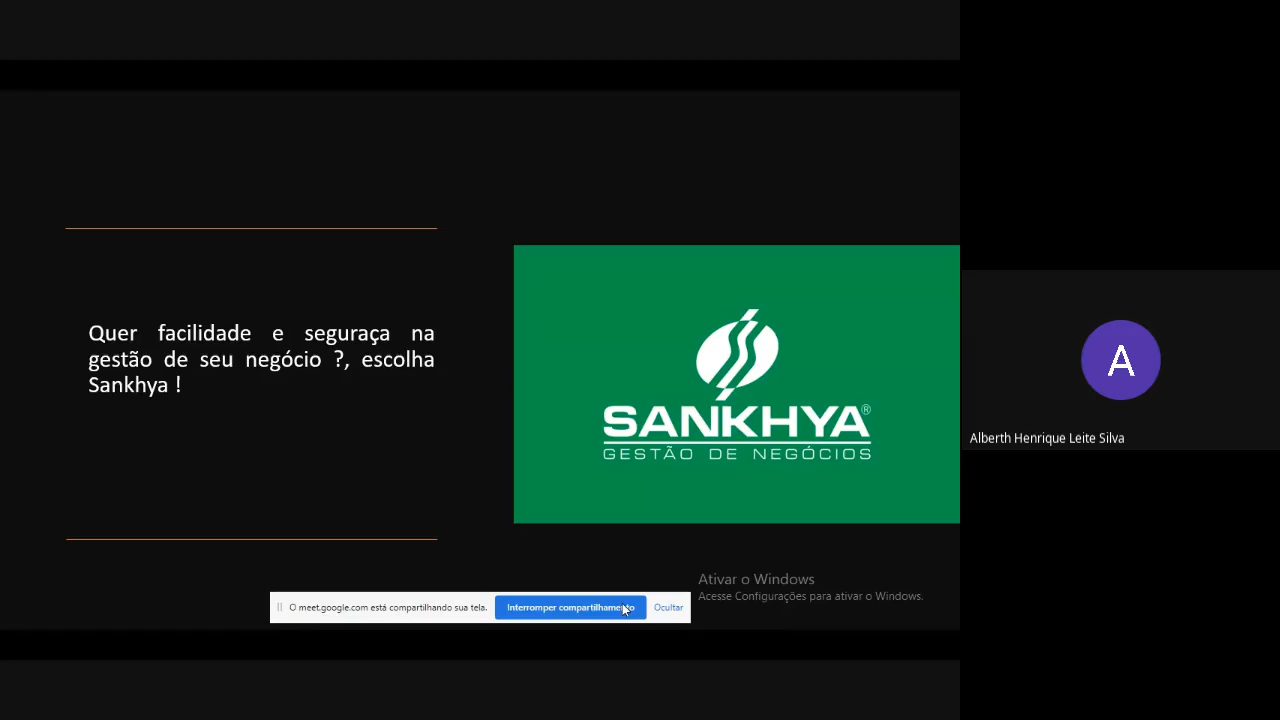 Quer facilidade e seguraça na
gestão de seu negócio ?, escolha
Sankhya !
SANKHYA®
GESTÃO DE NEGÓCIOS
A
Alberth Henrique Leite Silva
Ativar o Windows
Acesse Configurações para ativar o Windows.
O meet.google.com está compartilhando sua tela. Interromper compartilhamento Ocultar